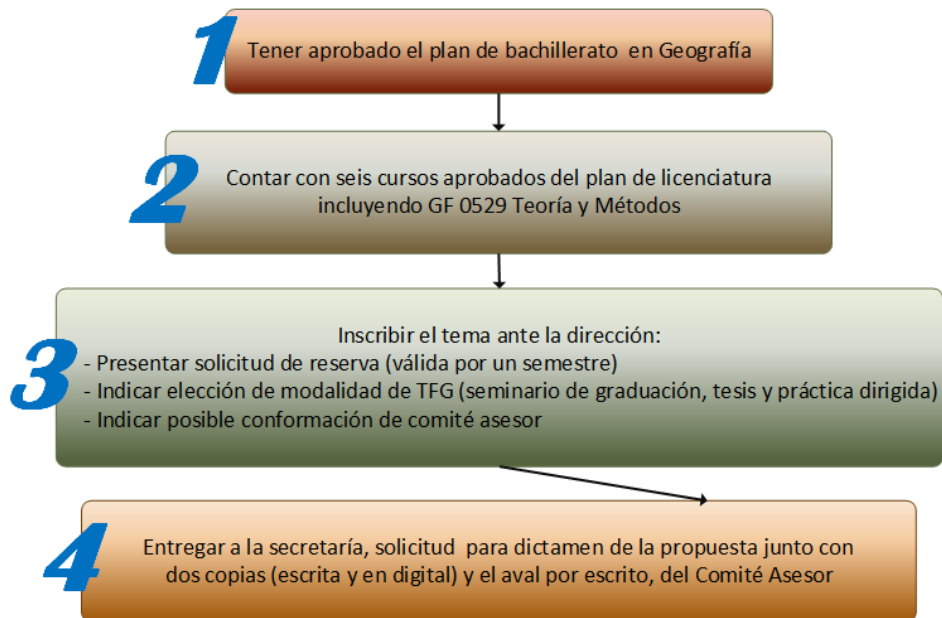 1
Tener aprobado el plan de bachillerato en Geografía
2
Contar con seis cursos aprobados del plan de licenciatura
incluyendo GF 0529 Teoría y Métodos
3
Inscribir el tema ante la dirección:
- Presentar solicitud de reserva (válida por un semestre)
- Indicar elección de modalidad de TFG (seminario de graduación, tesis y práctica dirigida)
- Indicar posible conformación de comité asesor
4
Entregar a la secretaría, solicitud para dictamen de la propuesta junto con
dos copias (escrita y en digital) y el aval por escrito, del Comité Asesor